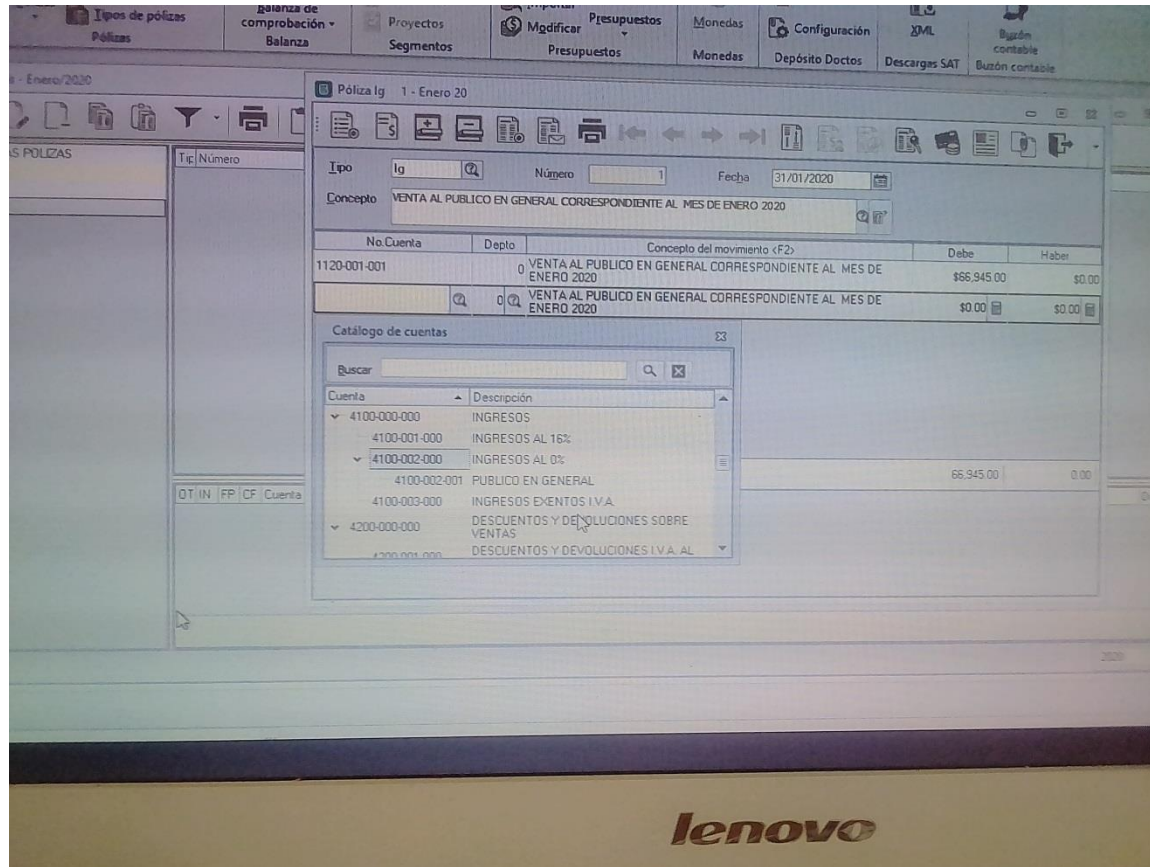 Tipos de pólizas
Pólizas
Balanza de
comprobación
Balanza
Proyectos
Segmentos
Importar
Modificar
Presupuestos
Presupuestos
Monedas
Monedas
Configuración
Depósito Doctos
XML
Descargas SAT
Buzón
contable
Buzón contable
- Enero/2020
Póliza Ig 1 - Enero 20
S POLIZAS
Número
Tipo Ig Número 1 Fecha 31/01/2020
Concepto VENTA AL PUBLICO EN GENERAL CORRESPONDIENTE AL MES DE ENERO 2020
No.Cuenta Depto Concepto del movimiento <F2> Debe Haber
1120-001-001 0 VENTA AL PUBLICO EN GENERAL CORRESPONDIENTE AL MES DE $66,945.00 $0.00
ENERO 2020
0 VENTA AL PUBLICO EN GENERAL CORRESPONDIENTE AL MES DE $0.00 $0.00
ENERO 2020
Catálogo de cuentas
Buscar
Cuenta Descripción
4100-000-000 INGRESOS
4100-001-000 INGRESOS AL 16%
4100-002-000 INGRESOS AL 0%
4100-002-001 PUBLICO EN GENERAL
4100-003-000 INGRESOS EXENTOS I.V.A.
4200-000-000 DESCUENTOS Y DEVOLUCIONES SOBRE
VENTAS
4200-001-000 DESCUENTOS Y DEVOLUCIONES I.V.A. AL
66,945.00 0.00
OT IN FP CF Cuenta
2020
lenovo